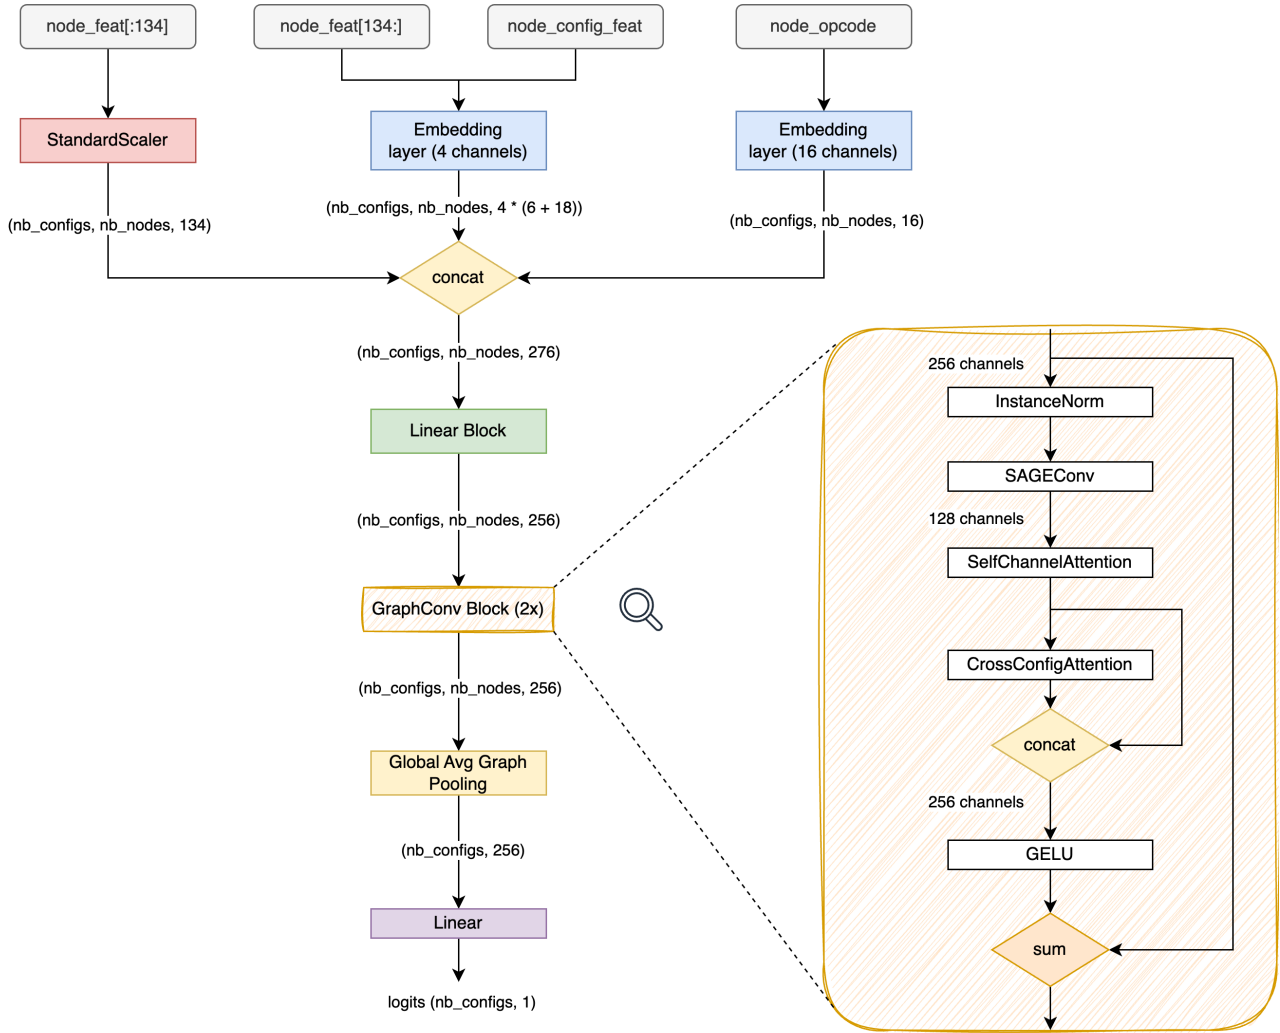 node_feat[:134]
node_feat[134:]
node_config_feat
node_opcode
StandardScaler
Embedding
layer (4 channels)
Embedding
layer (16 channels)
(nb_configs, nb_nodes, 134)
(nb_configs, nb_nodes, 4 * (6 + 18))
(nb_configs, nb_nodes, 16)
concat
(nb_configs, nb_nodes, 276)
Linear Block
(nb_configs, nb_nodes, 256)
GraphConv Block (2x)
(nb_configs, nb_nodes, 256)
Global Avg Graph
Pooling
(nb_configs, 256)
Linear
logits (nb_configs, 1)
256 channels
InstanceNorm
SAGEConv
128 channels
SelfChannelAttention
CrossConfigAttention
concat
256 channels
GELU
sum